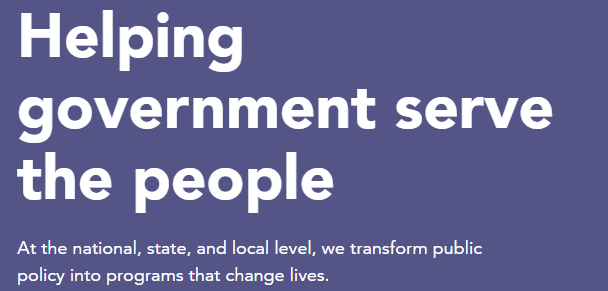 Helping
government serve
the people
At the national, state, and local level, we transform public
policy into programs that change lives.